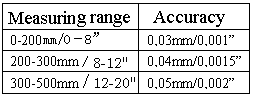 Measuring range Accuracy
0-200mm/0－8” 0.03mm/0.001”
200-300mm / 8-12" 0.04mm/0.0015”
300-500mm / 12-20" 0.05mm/0.002”